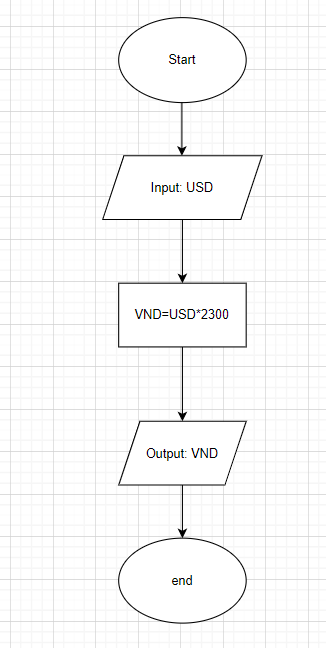 Start
Input: USD
VND=USD*2300
Output: VND
end